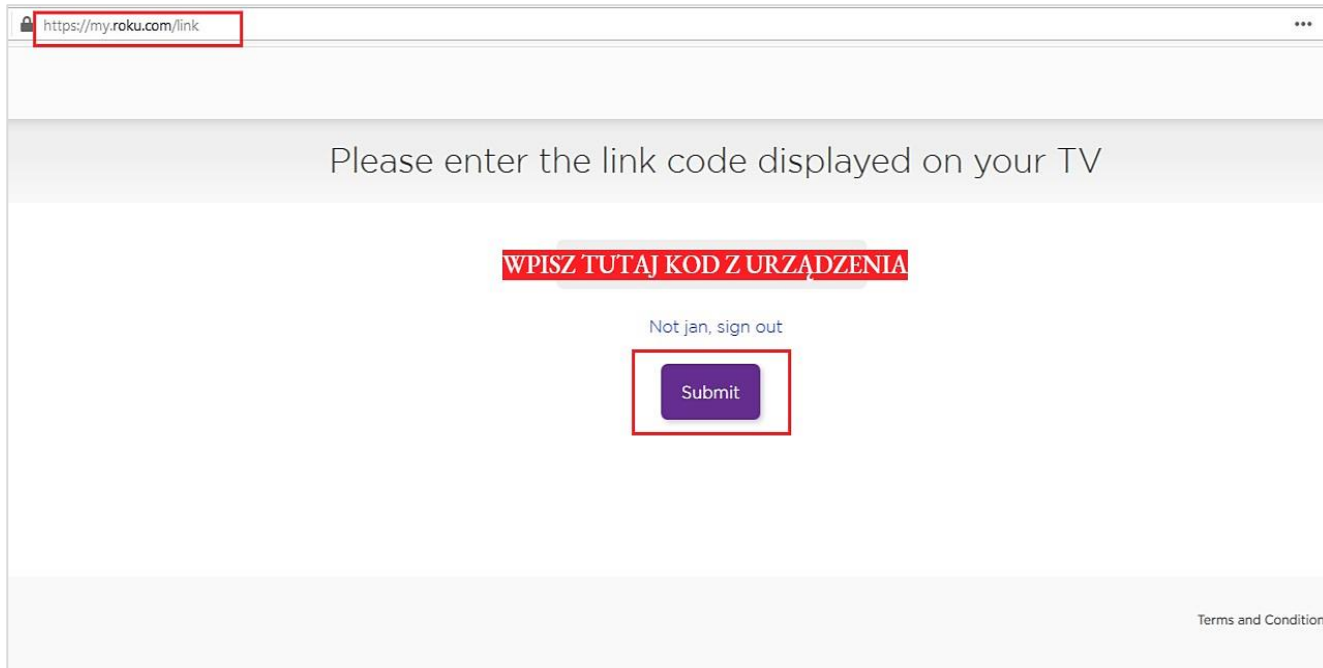 https://my.roku.com/link
Please enter the link code displayed on your TV
WPISZ TUTAJ KOD Z URZĄDZENIA
Not jan, sign out
Submit
Terms and Condition